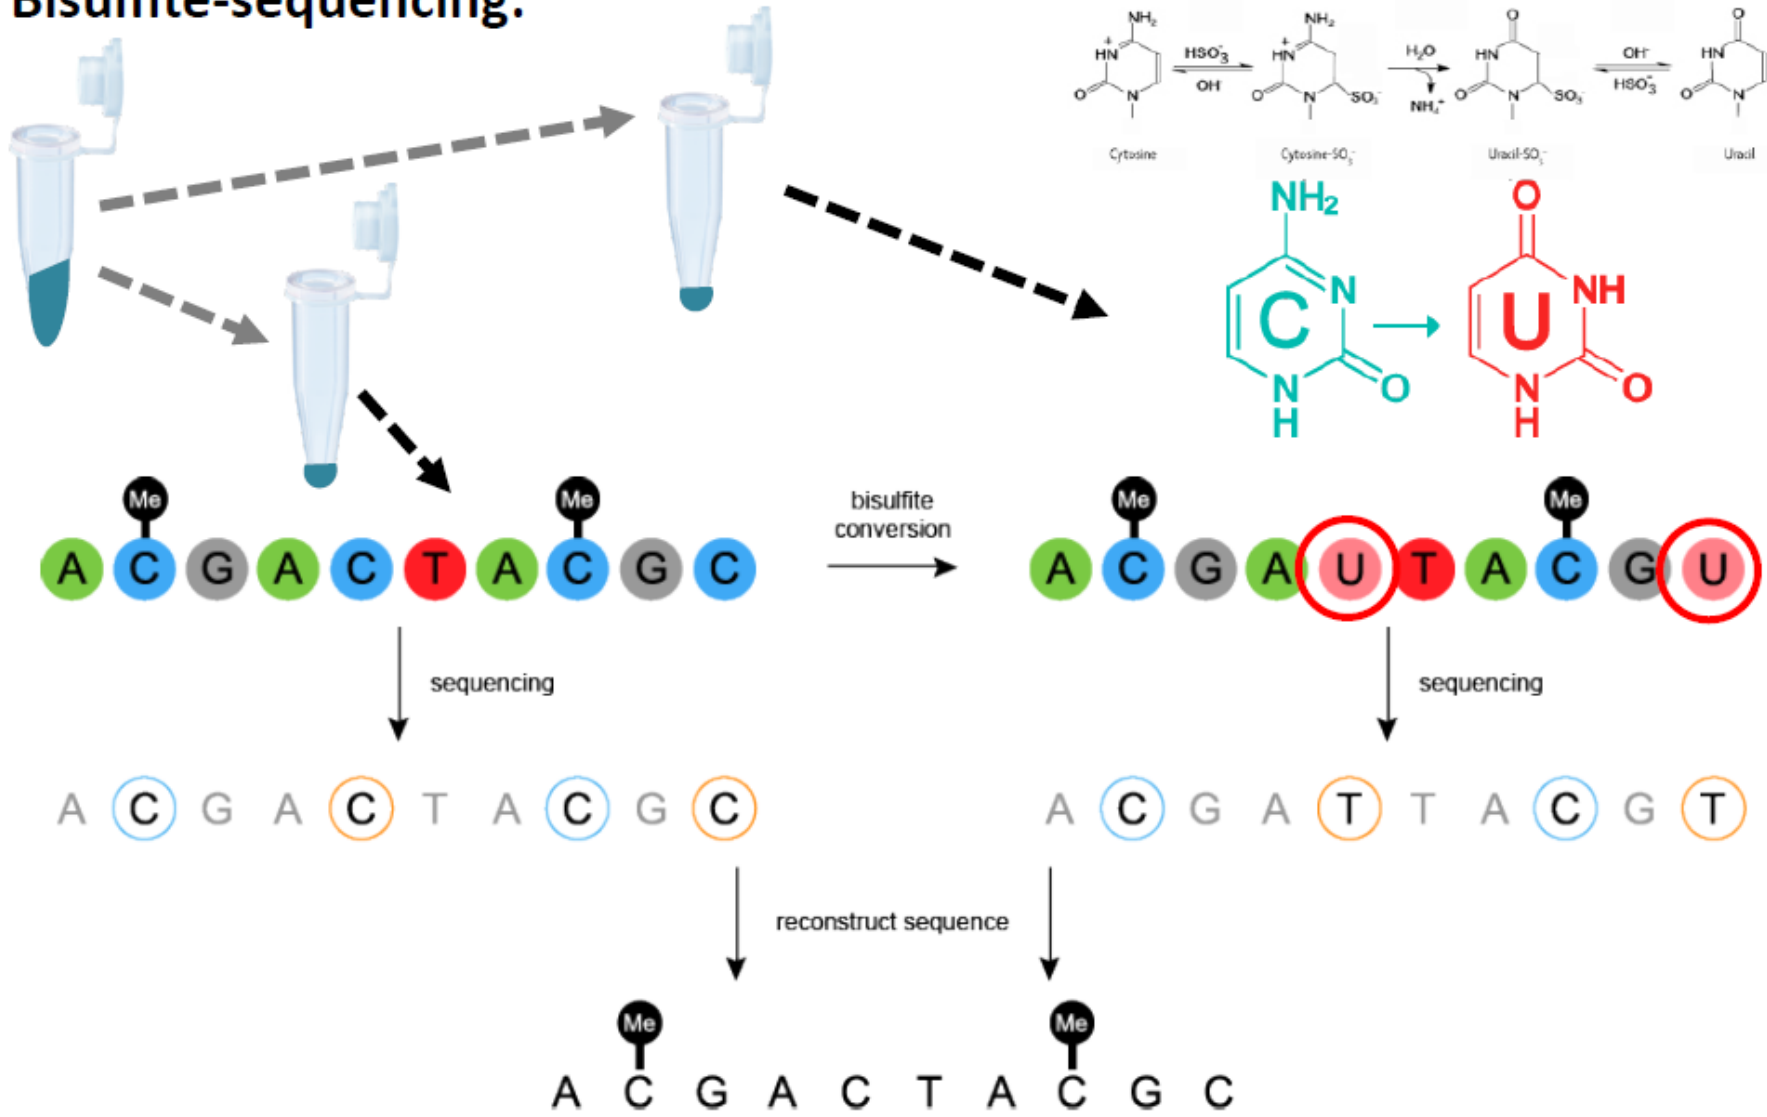 Bisulfite-sequencing:
NH₂
HN
+
O
N
HSO₃⁻
OH⁻
NH₂
HN
+
O
N
SO₃⁻
H₂O
NH₄⁺
O
HN
O
N
SO₃⁻
OH⁻
HSO₃⁻
O
HN
O
N
Cytosine
Cytosine-SO₃⁻
Uracil-SO₃⁻
Uracil
NH₂
C
N
N
H
O
O
U
NH
N
H
O
Me
Me
A C G A C T A C G C
bisulfite
conversion
Me
Me
A C G A U T A C G U
sequencing
sequencing
A C G A C T A C G C
A C G A T T A C G T
reconstruct sequence
Me
Me
A C G A C T A C G C